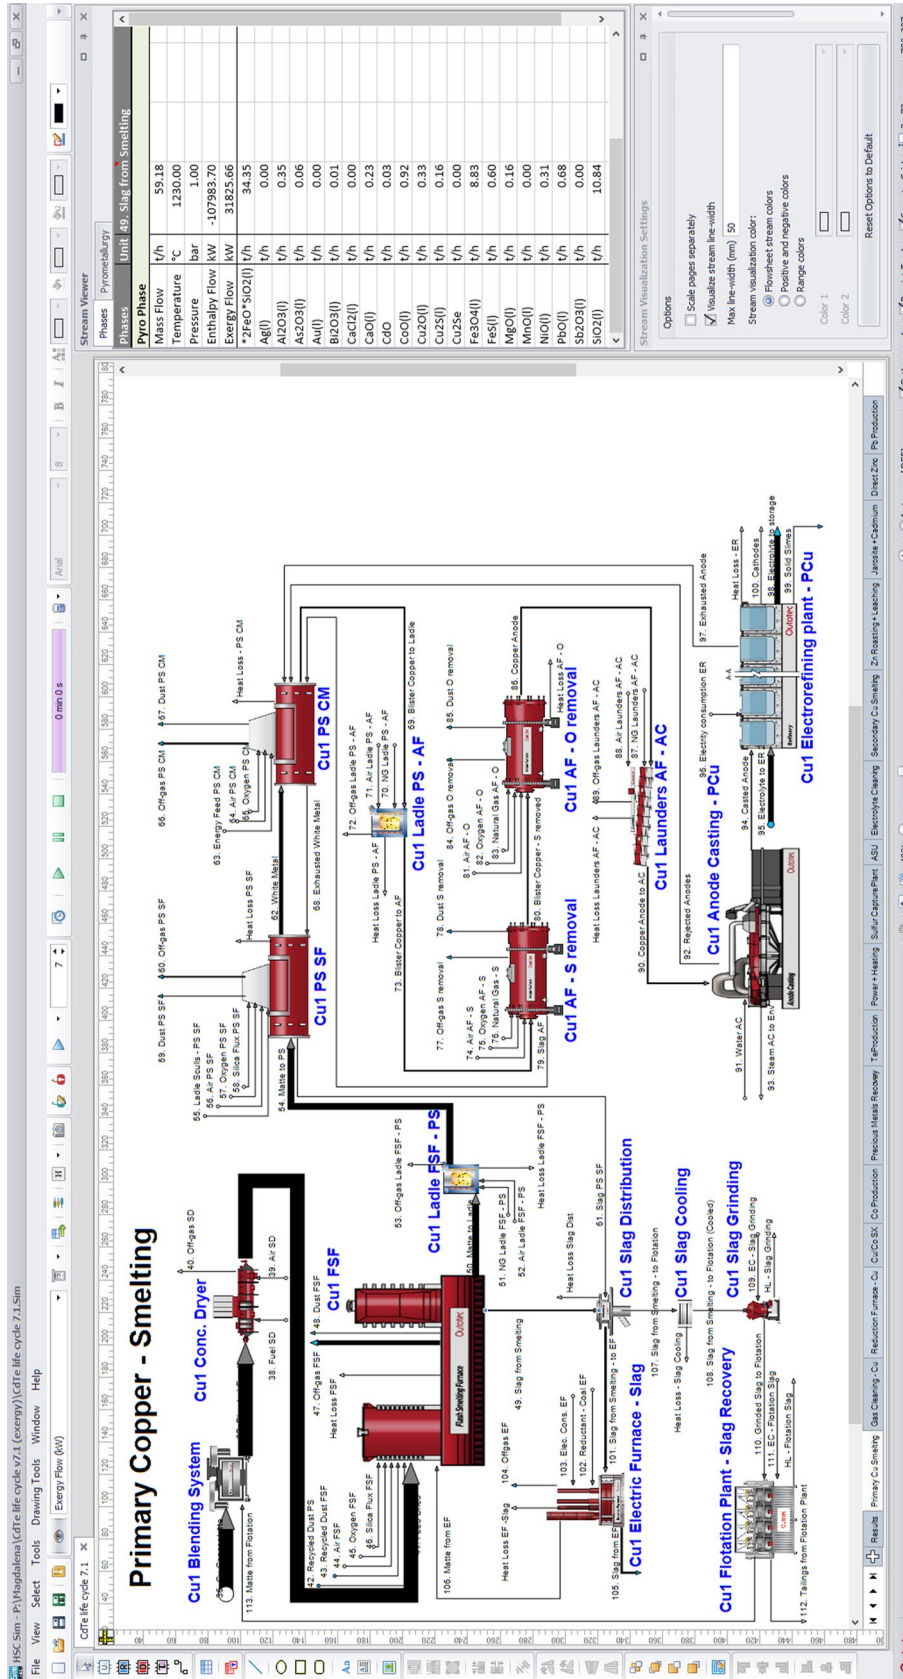 HSC Sim - P:\Magdalena\CdTe life cycle v7.1 (exergy)\CdTe life cycle 7.1.Sim
File View Select Tools Drawing Tools Window Help
Exergy Flow (kW)
7
0 min 0 s
Arial
8
B I
CdTe life cycle 7.1
Primary Copper - Smelting
Cu1 Blending System
113. Matte from Flotation
Cu1 Conc. Dryer
40. Off-gas SD
39. Air SD
38. Fuel SD
Cu1 FSF
48. Dust FSF
47. Off-gas FSF
Heat Loss FSF
42. Recycled Dust PS
43. Recycled Dust FSF
44. Air FSF
45. Oxygen FSF
46. Silica Flux FSF
Outotec
Flash Smelting Furnace
106. Matte from EF
49. Slag from Smelting
50. Matte to Ladle
Cu1 Ladle FSF - PS
53. Off-gas Ladle FSF - PS
51. NG Ladle FSF - PS
52. Air Ladle FSF - PS
Heat Loss Ladle FSF - PS
54. Matte to PS
61. Slag PS SF
Heat Loss Slag Dist
Cu1 Slag Distribution
101. Slag from Smelting - to EF
107. Slag from Smelting - to Flotation
Cu1 Slag Cooling
Heat Loss - Slag Cooling
108. Slag from Smelting - to Flotation (Cooled)
Cu1 Slag Grinding
109. EC - Slag Grinding
HL - Slag Grinding
Heat Loss EF -Slag
104. Offgas EF
103. Elec. Cons. EF
102. Reductant - Coal EF
Cu1 Electric Furnace - Slag
105. Slag from EF
Cu1 Flotation Plant - Slag Recovery
110. Grinded Slag to Flotation
111. EC - Flotation Slag
HL - Flotation Slag
112. Tailings from Flotation Plant
59. Dust PS SF
60. Off-gas PS SF
55. Ladle Souls - PS SF
56. Air PS SF
57. Oxygen PS SF
58. Silica Flux PS SF
Heat Loss PS SF
Cu1 PS SF
62. White Metal
68. Exhausted White Metal
66. Off-gas PS CM
67. Dust PS CM
63. Energy Feed PS CM
64. Air PS CM
65. Oxygen PS CM
Heat Loss - PS CM
Cu1 PS CM
72. Off-gas Ladle PS - AF
71. Air Ladle PS - AF
70. NG Ladle PS - AF
69. Blister Copper to Ladle
Heat Loss Ladle PS - AF
Cu1 Ladle PS - AF
73. Blister Copper to AF
77. Off-gas S removal
78. Dust S removal
74. Air AF - S
75. Oxygen AF - S
76. Natural Gas - S
79. Slag AF
Cu1 AF - S removal
80. Blister Copper - S removed
84. Off-gas O removal
85. Dust O removal
81. Air AF - O
82. Oxygen AF - O
83. Natural Gas AF - O
86. Copper Anode
Heat Loss AF - O
Cu1 AF - O removal
89. Off-gas Launders AF - AC
88. Air Launders AF - AC
87. NG Launders AF - AC
Heat Loss Launders AF - AC
Cu1 Launders AF - AC
90. Copper Anode to AC
92. Rejected Anodes
Cu1 Anode Casting - PCu
91. Water AC
93. Steam AC to Env
Anode Casting
Outotec
94. Casted Anode
95. Electrolyte to ER
96. Electrity consumption ER
97. Exhausted Anode
A-A
Heat Loss - ER
100. Cathodes
98. Electrolyte to storage
99. Solid Slimes
Refinery
Outotec
Cu1 Electrorefining plant - PCu
Results
Primary Cu Smelting
Gas Cleaning - Cu
Reduction Furnace - Cu
Cu/Co SX
Co Production
Precious Metals Recovery
TeProduction
Power + Heating
Sulfur Capture Plant
ASU
Electrolyte Cleaning
Secondary Cu Smelting
Zn Roasting + Leaching
Jarosite + Cadmium
Direct Zinc
Pb Production
Stream Viewer
Phases Pyrometallurgy
Phases Unit 49. Slag from Smelting
Pyro Phase
Mass Flow t/h 59.18
Temperature °C 1230.00
Pressure bar 1.00
Enthalpy Flow kW -107983.70
Exergy Flow kW 31825.66
*2FeO*SiO2(l) t/h 34.35
Ag(l) t/h 0.00
Al2O3(l) t/h 0.35
As2O3(l) t/h 0.06
Au(l) t/h 0.00
Bi2O3(l) t/h 0.01
CaCl2(l) t/h 0.00
CaO(l) t/h 0.23
CdO t/h 0.03
CoO(l) t/h 0.92
Cu2O(l) t/h 0.33
Cu2S(l) t/h 0.16
Cu2Se t/h 0.00
Fe3O4(l) t/h 8.83
FeS(l) t/h 0.60
MgO(l) t/h 0.16
MnO(l) t/h 0.00
NiO(l) t/h 0.31
PbO(l) t/h 0.68
Sb2O3(l) t/h 0.00
SiO2(l) t/h 10.84
Stream Visualization Settings
Options
Scale pages separately
Visualize stream line-width
Max line-width (mm) 50
Stream visualization color:
Flowsheet stream colors
Positive and negative colors
Range colors
Color 1
Color 2
Reset Options to Default